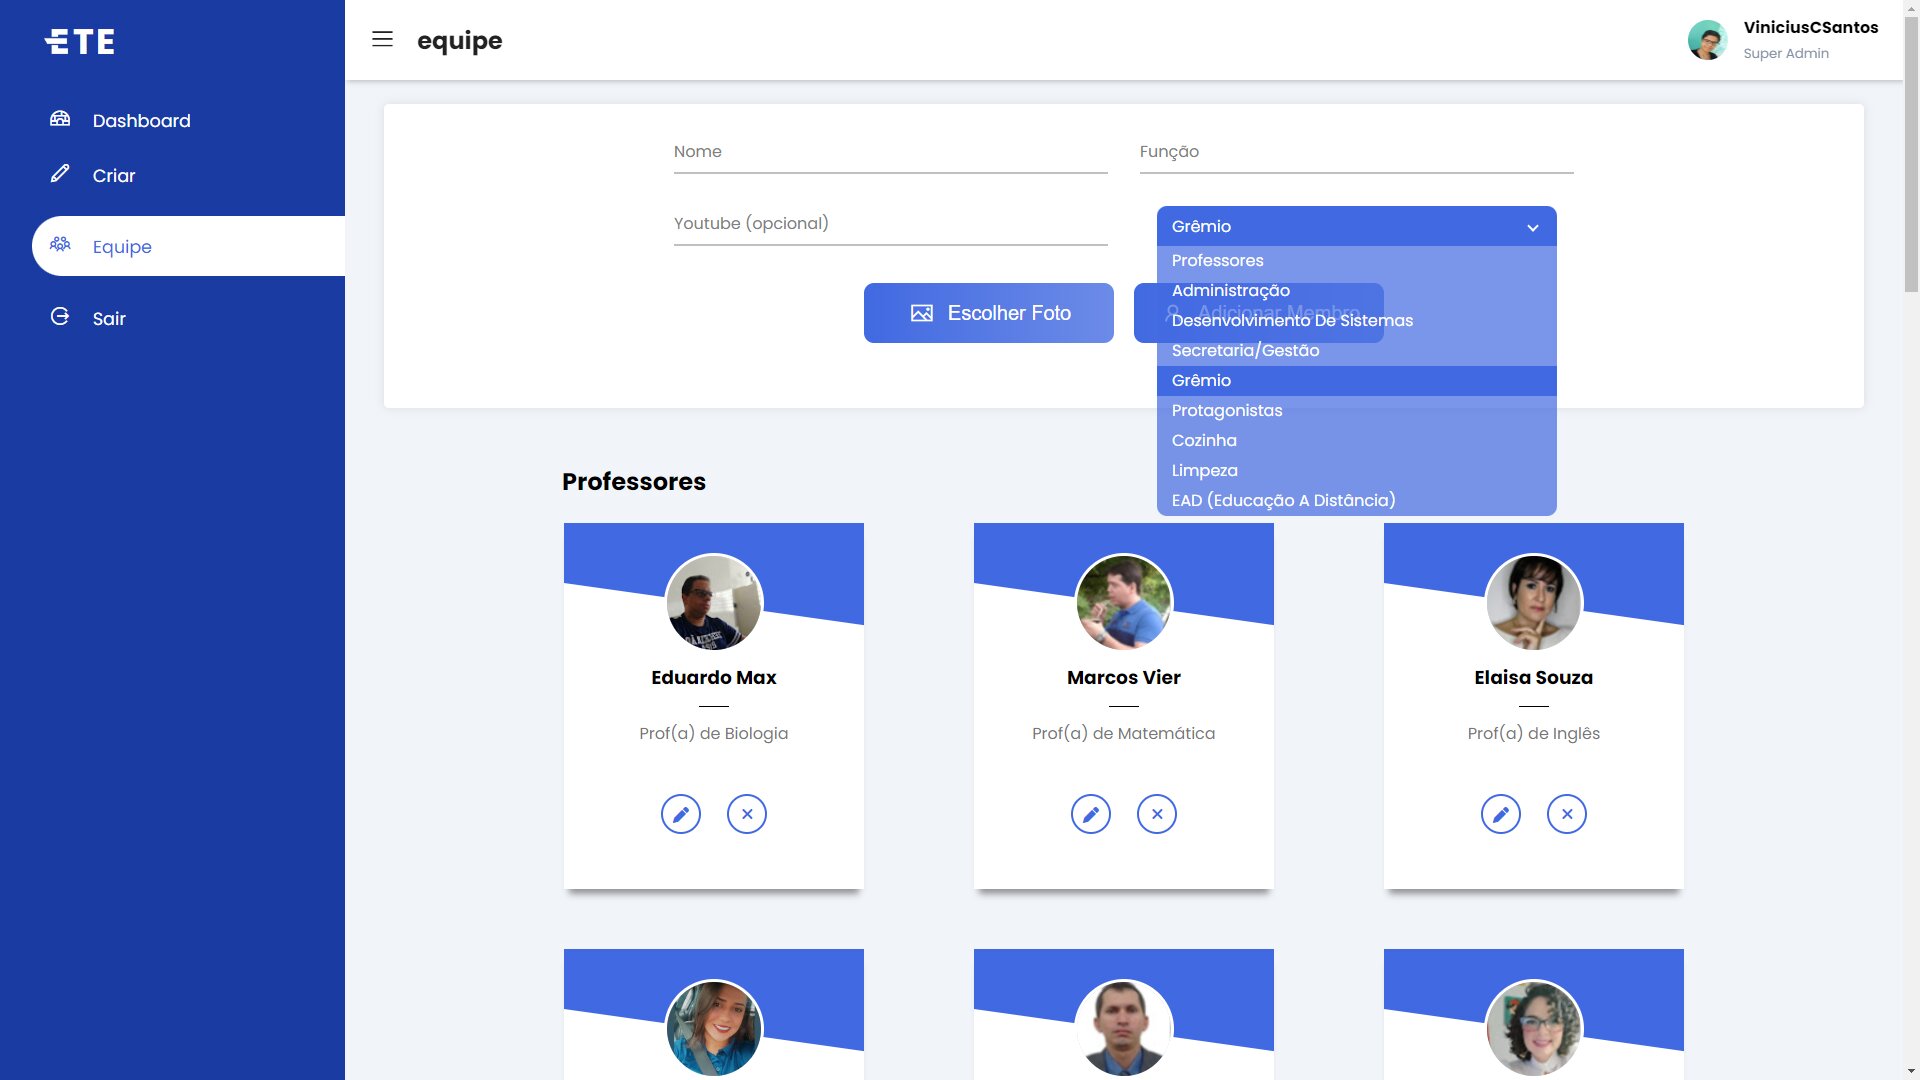 ETE
Dashboard
Criar
Equipe
Sair
equipe
ViniciusCSantos
Super Admin
Nome
Função
Youtube (opcional)
Grêmio
Professores
Administração
Desenvolvimento De Sistemas
Secretaria/Gestão
Grêmio
Protagonistas
Cozinha
Limpeza
EAD (Educação A Distância)
Escolher Foto
Adicionar Membro
Professores
Eduardo Max
Prof(a) de Biologia
Marcos Vier
Prof(a) de Matemática
Elaisa Souza
Prof(a) de Inglês